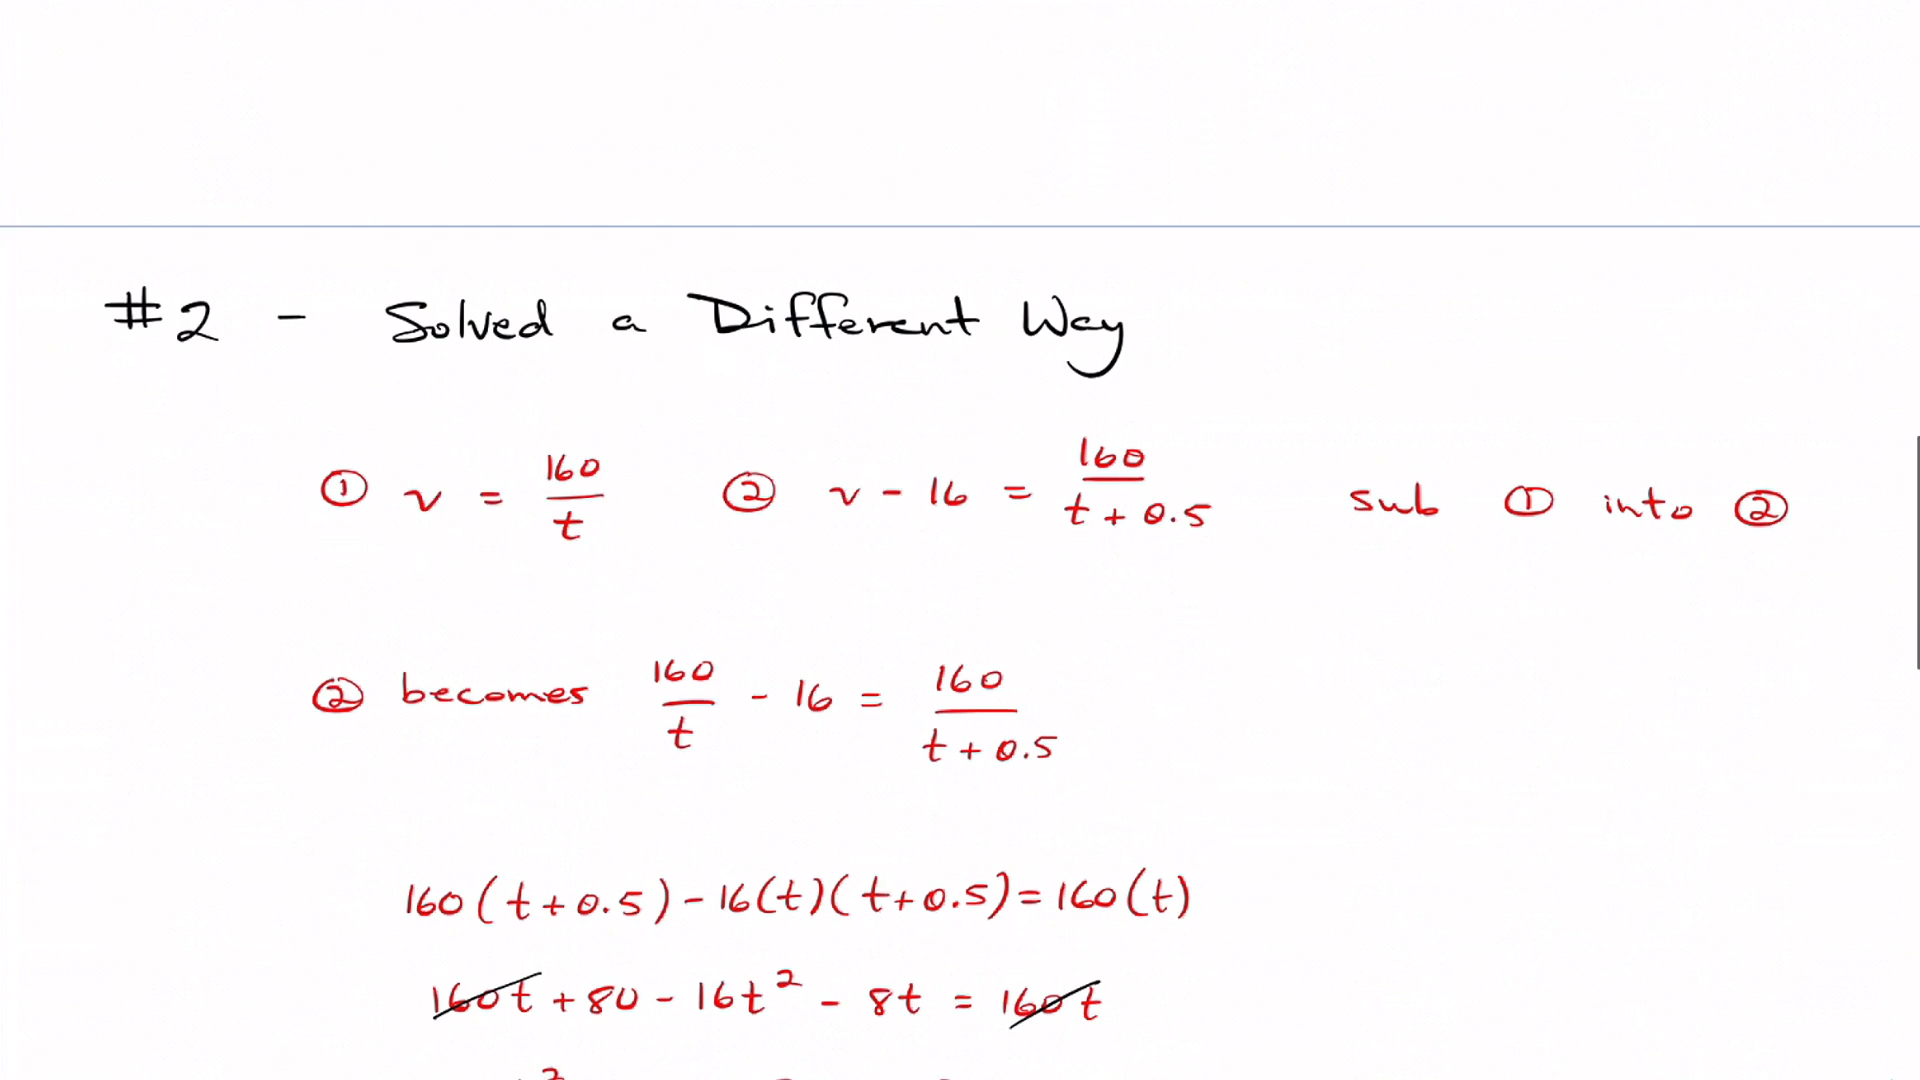 #2 - Solved a Different Way
① v = 160/t ② v - 16 = 160/(t + 0.5) sub ① into ②
② becomes 160/t - 16 = 160/(t + 0.5)
160(t + 0.5) - 16(t)(t + 0.5) = 160(t)
160t + 80 - 16t² - 8t = 160t